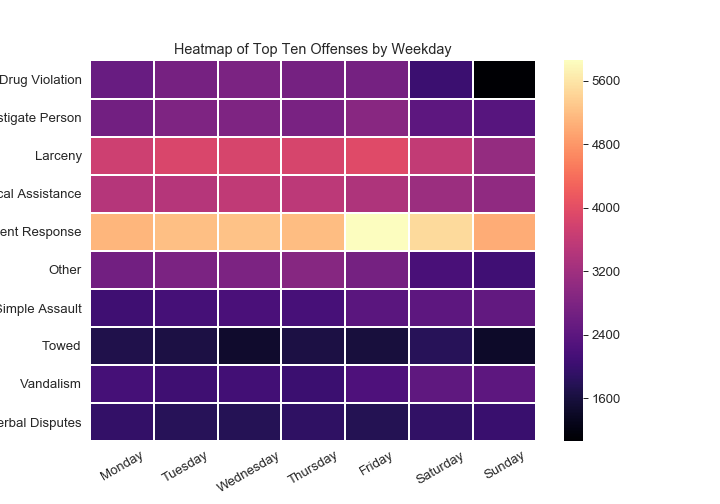 Heatmap of Top Ten Offenses by Weekday
Drug Violation
stigate Person
Larceny
cal Assistance
ent Response
Other
Simple Assault
Towed
Vandalism
erbal Disputes
Monday
Tuesday
Wednesday
Thursday
Friday
Saturday
Sunday
5600
4800
4000
3200
2400
1600